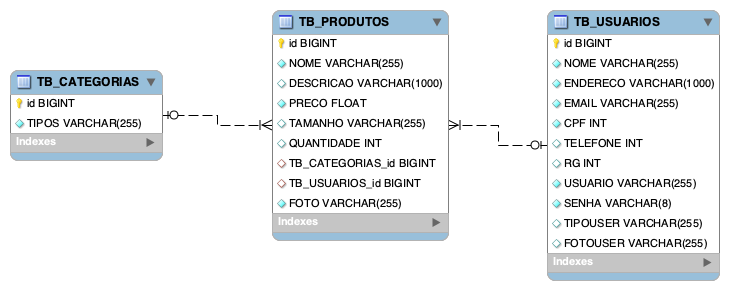 TB_CATEGORIAS
id BIGINT
TIPOS VARCHAR(255)
Indexes
TB_PRODUTOS
id BIGINT
NOME VARCHAR(255)
DESCRICAO VARCHAR(1000)
PRECO FLOAT
TAMANHO VARCHAR(255)
QUANTIDADE INT
TB_CATEGORIAS_id BIGINT
TB_USUARIOS_id BIGINT
FOTO VARCHAR(255)
Indexes
TB_USUARIOS
id BIGINT
NOME VARCHAR(255)
ENDERECO VARCHAR(1000)
EMAIL VARCHAR(255)
CPF INT
TELEFONE INT
RG INT
USUARIO VARCHAR(255)
SENHA VARCHAR(8)
TIPOUSER VARCHAR(255)
FOTOUSER VARCHAR(255)
Indexes